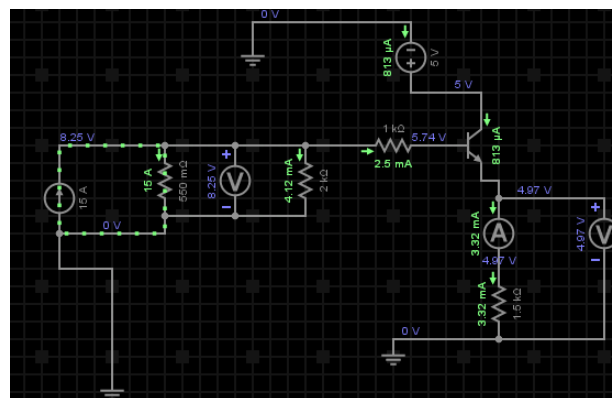 0 V
813 µA
5 V
5 V
1 kΩ
8.25 V
5.74 V
2.5 mA
813 µA
15 A
15 A
550 mΩ
+
V
-
8.25 V
4.12 mA
2 kΩ
4.97 V
0 V
3.32 mA
A
4.97 V
+
V
-
4.97 V
3.32 mA
1.5 kΩ
0 V